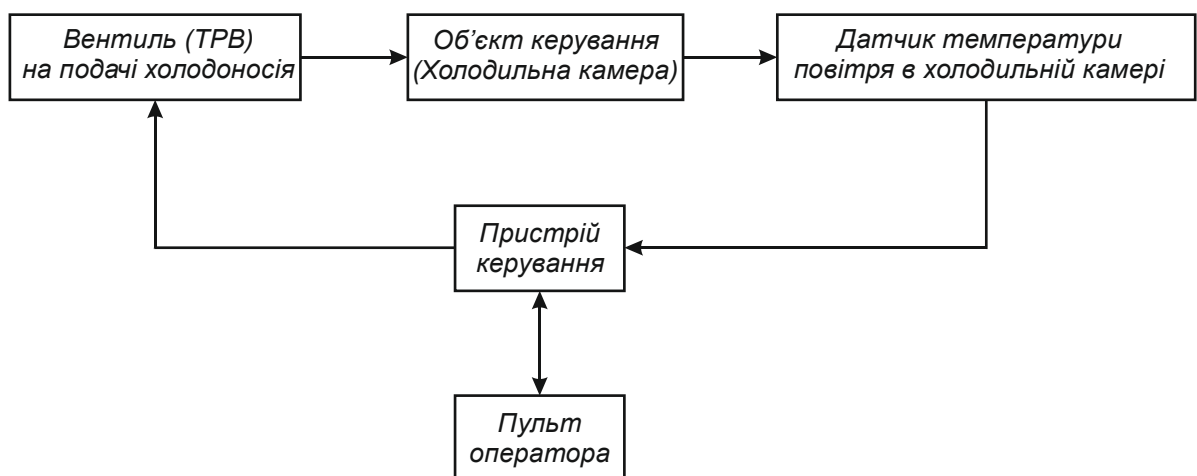 Вентиль (ТРВ)
на подачі холодоносія
Об’єкт керування
(Холодильна камера)
Датчик температури
повітря в холодильній камері
Пристрій
керування
Пульт
оператора